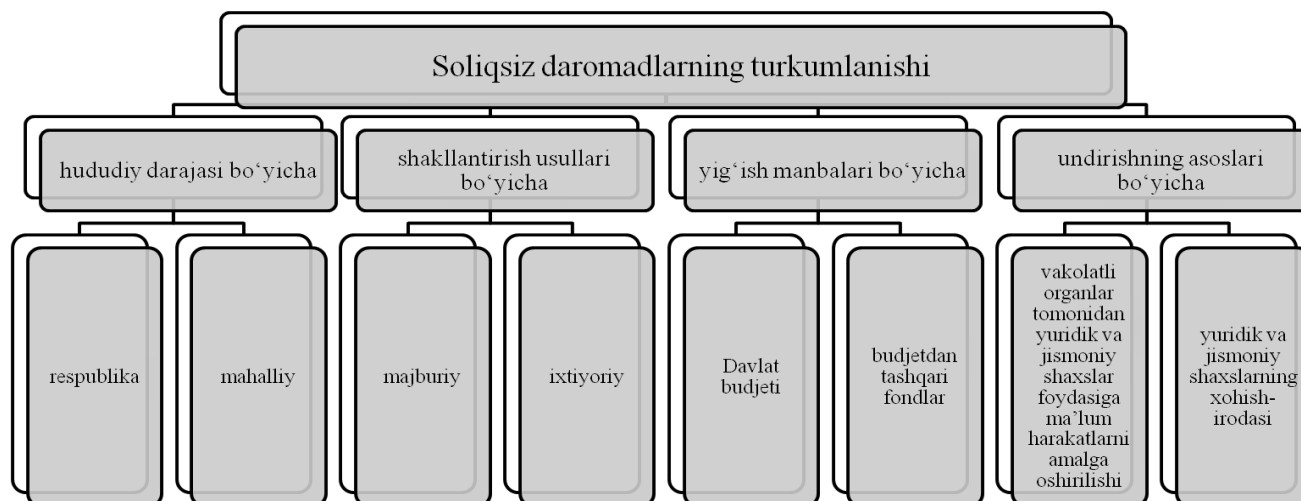 Soliqsiz daromadlarning turkumlanishi
hududiy darajasi bo‘yicha
shakllantirish usullari
bo‘yicha
yig‘ish manbalari bo‘yicha
undirishning asoslari
bo‘yicha
respublika
mahalliy
majburiy
ixtiyoriy
Davlat
budjeti
budjetdan
tashqari
fondlar
vakolatli
organlar
tomonidan
yuridik va
jismoniy
shaxslar
foydasiga
ma’lum
harakatlarni
amalga
oshirilishi
yuridik va
jismoniy
shaxslarning
xohish-
irodasi